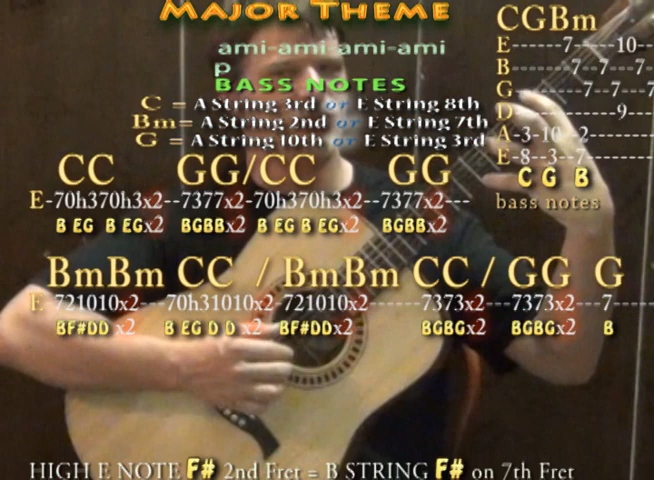 MAJOR THEME
ami-ami ami-ami
p
BASS NOTES
C = A String 3rd or E String 8th
Bm= A String 2nd or E String 7th
G = A String 10th or E String 3rd
CGBm
E------7-----10--
B-------7--7---7-
G--------7--7---7
D-----------9----
A-3-10--2--------
E-8--3--7--------
C G B
bass notes
CC GG/CC GG
E-70h370h3x2--7377x2-70h370h3x2--7377x2---
B EG B EGx2 BGBBx2 B EG B EGx2 BGBBx2
BmBm CC / BmBm CC / GG G
E-721010x2---70h31010x2-721010x2------7373x2---7373x2---7----
BF#DD x2 B EG D D x2 BF#DDx2 BGBGx2 BGBGx2 B
HIGH E NOTE F# 2nd Fret = B STRING F# on 7th Fret